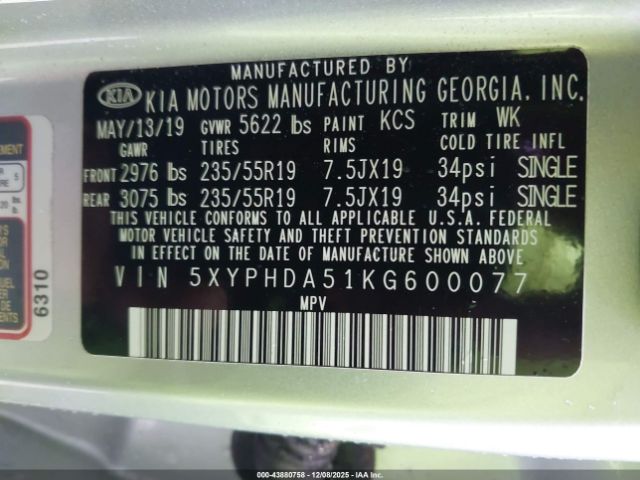 MANUFACTURED BY
KIA KIA MOTORS MANUFACTURING GEORGIA, INC.
MAY/13/19 GVWR 5622 lbs PAINT KCS TRIM WK
GAWR TIRES RIMS COLD TIRE INFL
FRONT 2976 lbs 235/55R19 7.5JX19 34psi SINGLE
REAR 3075 lbs 235/55R19 7.5JX19 34psi SINGLE
THIS VEHICLE CONFORMS TO ALL APPLICABLE U.S.A. FEDERAL
MOTOR VEHICLE SAFETY AND THEFT PREVENTION STANDARDS
IN EFFECT ON THE DATE OF MANUFACTURE SHOWN ABOVE
VIN 5XYPHDA51KG600077
MPV
6310
000-43880758 - 12/08/2025 - IAAI